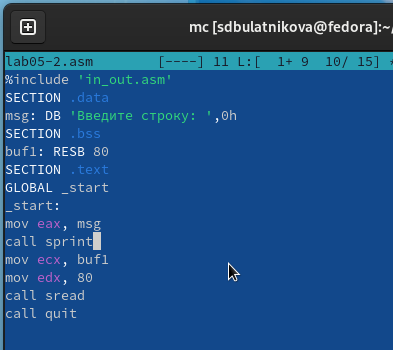 mc [sdbulatnikova@fedora]:~/
lab05-2.asm [----] 11 L:[ 1+ 9 10/ 15]
%include 'in_out.asm'
SECTION .data
msg: DB 'Введите строку: ',0h
SECTION .bss
buf1: RESB 80
SECTION .text
GLOBAL _start
_start:
mov eax, msg
call sprint
mov ecx, buf1
mov edx, 80
call sread
call quit